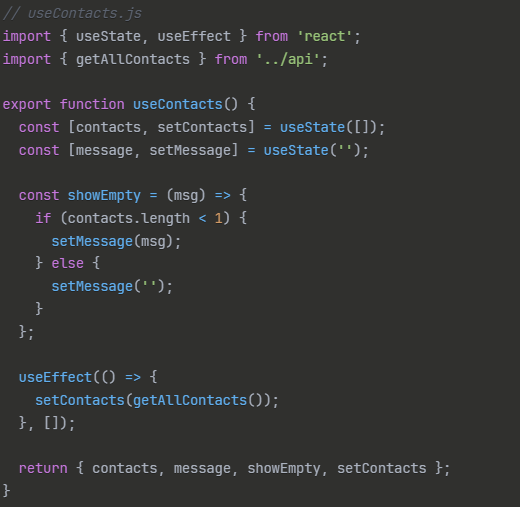 // useContacts.js
import { useState, useEffect } from 'react';
import { getAllContacts } from '../api';

export function useContacts() {
  const [contacts, setContacts] = useState([]);
  const [message, setMessage] = useState('');

  const showEmpty = (msg) => {
    if (contacts.length < 1) {
      setMessage(msg);
    } else {
      setMessage('');
    }
  };

  useEffect(() => {
    setContacts(getAllContacts());
  }, []);

  return { contacts, message, showEmpty, setContacts };
}